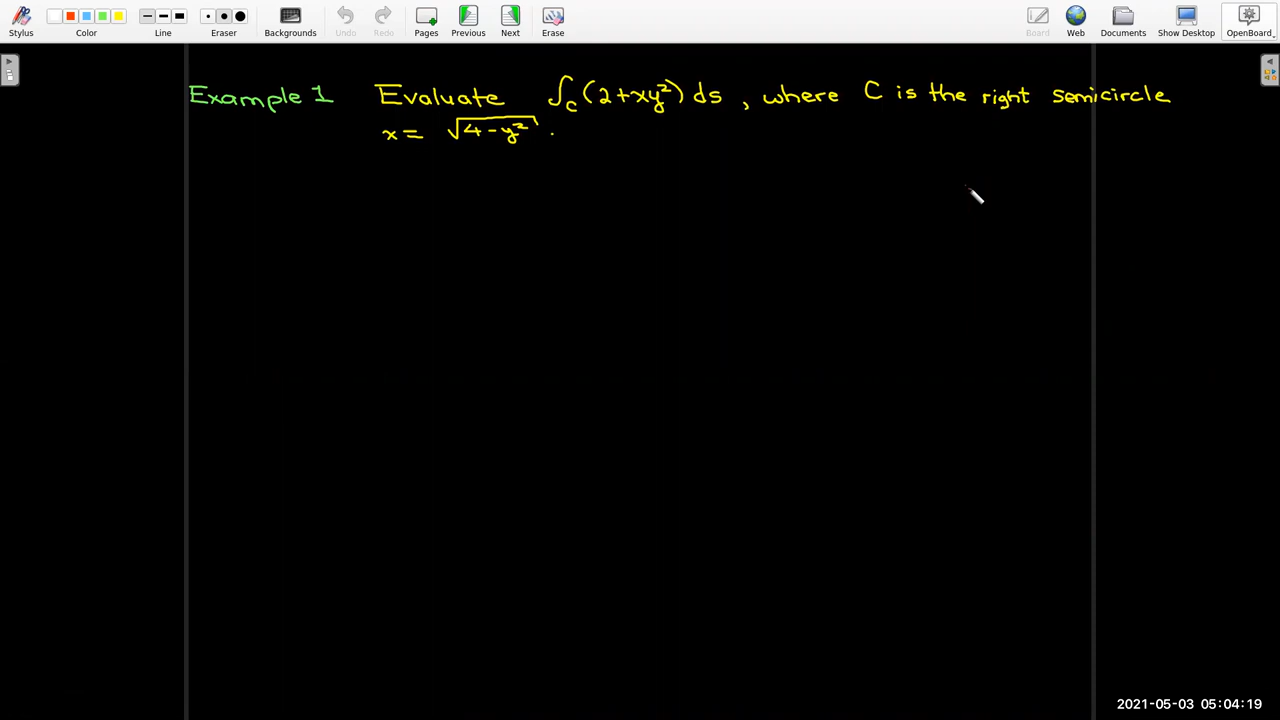 Stylus Color Line Eraser Backgrounds Undo Redo Pages Previous Next Erase Board Web Documents Show Desktop OpenBoard
Example 1 Evaluate ∫_C (2+xy²) ds , where C is the right semicircle
x = √(4-y²) .
2021-05-03 05:04:19